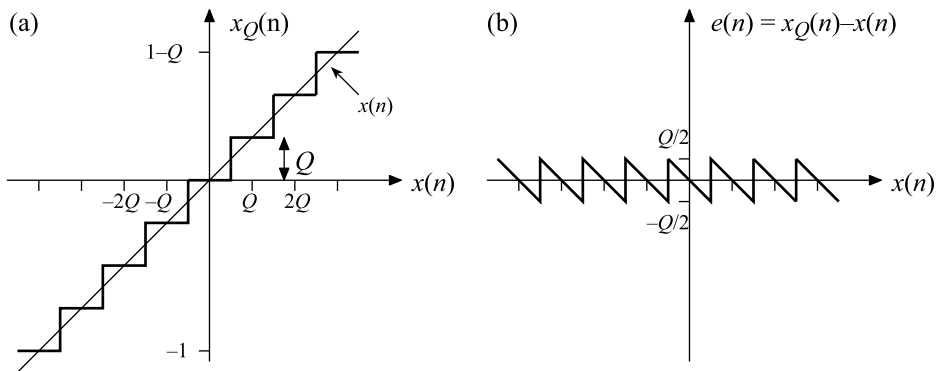 (a)
x_Q(n)
1–Q
x(n)
Q
x(n)
–2Q –Q
Q 2Q
–1
(b)
e(n) = x_Q(n)–x(n)
Q/2
x(n)
–Q/2